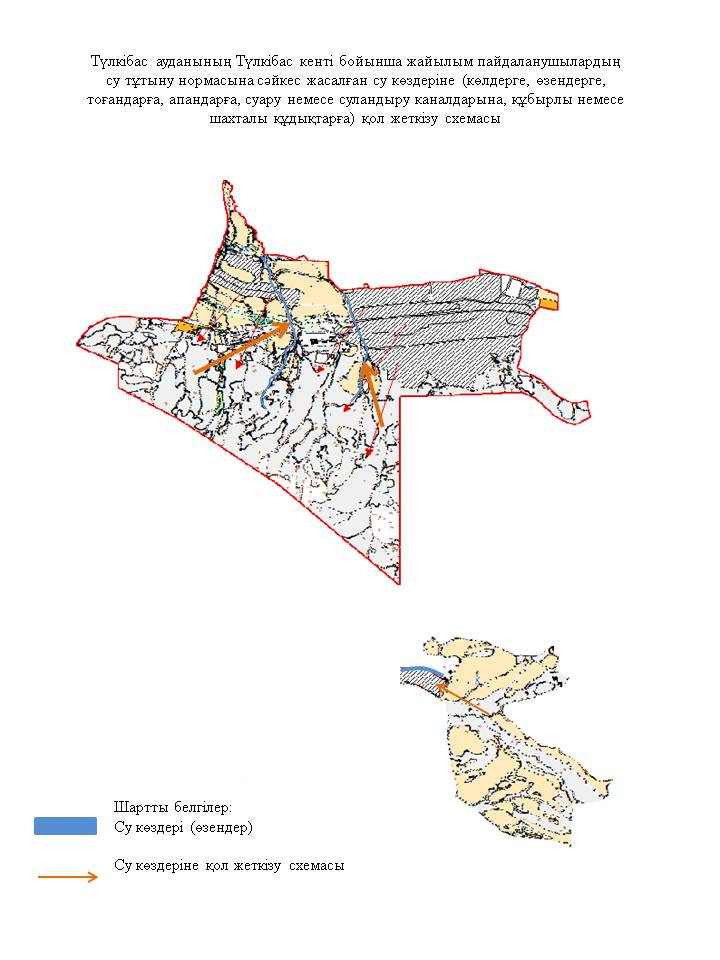 Түлкібас ауданының Түлкібас кенті бойынша жайылым пайдаланушылардың
су тұтыну нормасына сәйкес жасалған су көздеріне (көлдерге, өзендерге,
тоғандарға, апандарға, суару немесе суландыру каналдарына, құбырлы немесе
шахталы құдықтарға) қол жеткізу схемасы
Шартты белгілер:
Су көздері (өзендер)
Су көздеріне қол жеткізу схемасы